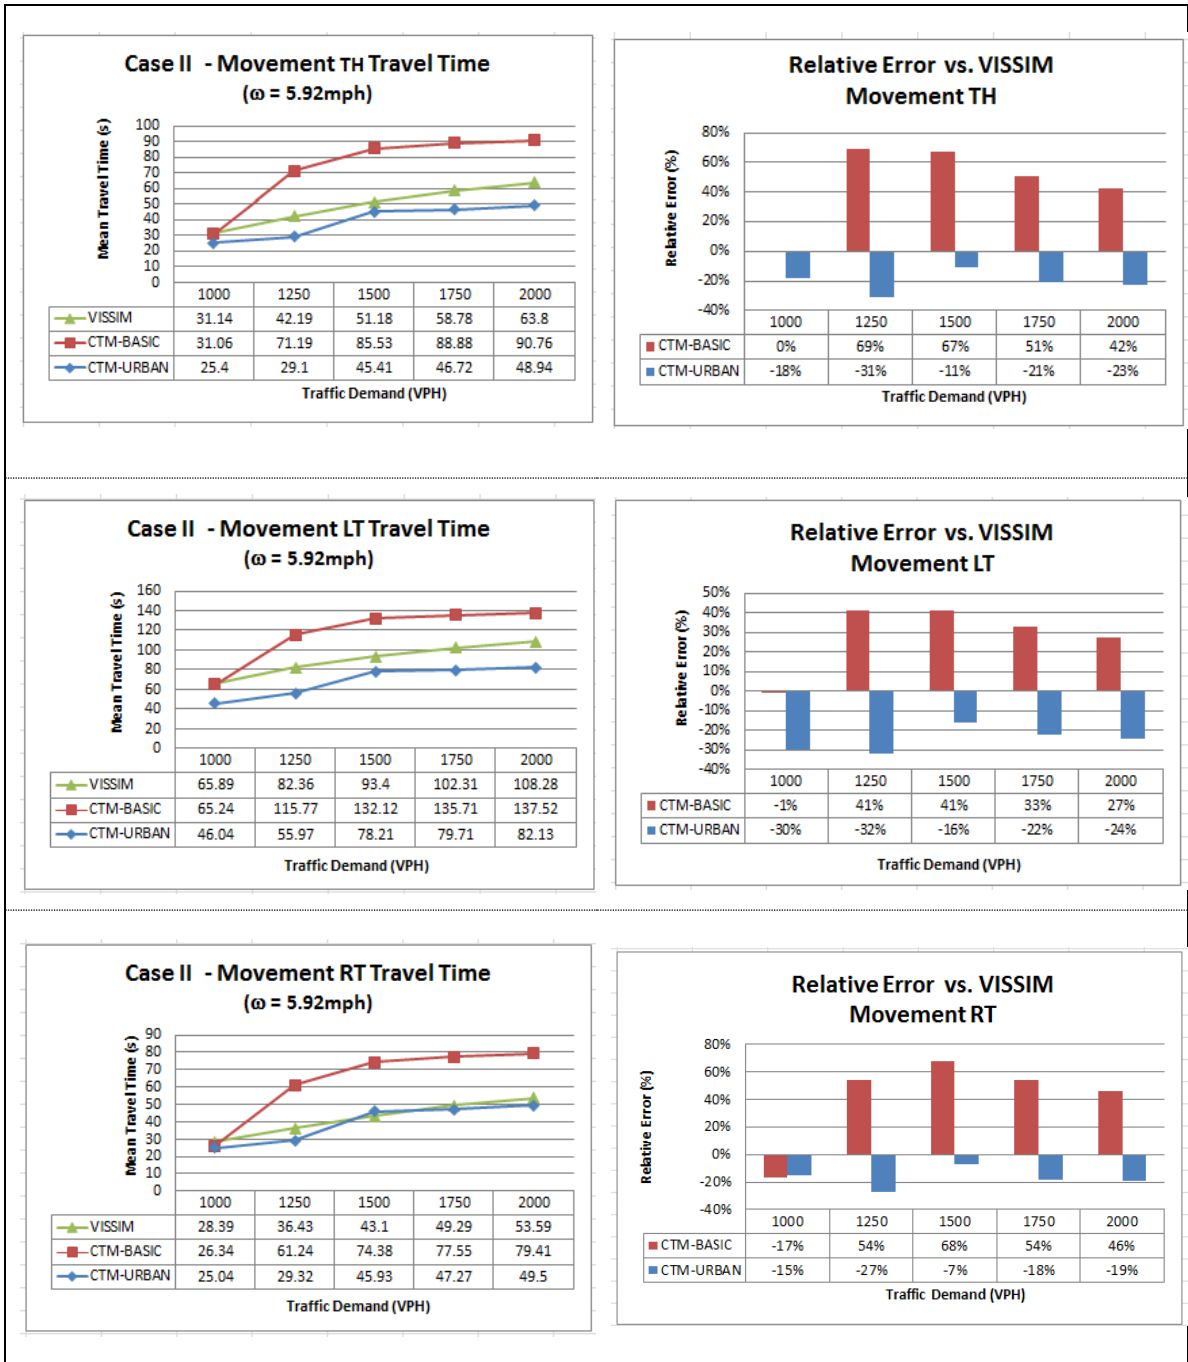 Case II - Movement TH Travel Time
(ω = 5.92mph)
Mean Travel Time (s)
100
90
80
70
60
50
40
30
20
10
0
1000 1250 1500 1750 2000
VISSIM 31.14 42.19 51.18 58.78 63.8
CTM-BASIC 31.06 71.19 85.53 88.88 90.76
CTM-URBAN 25.4 29.1 45.41 46.72 48.94
Traffic Demand (VPH)
Relative Error vs. VISSIM
Movement TH
Relative Error (%)
80%
60%
40%
20%
0%
-20%
-40%
1000 1250 1500 1750 2000
CTM-BASIC 0% 69% 67% 51% 42%
CTM-URBAN -18% -31% -11% -21% -23%
Traffic Demand (VPH)
Case II - Movement LT Travel Time
(ω = 5.92mph)
Mean Travel Time (s)
160
140
120
100
80
60
40
20
0
1000 1250 1500 1750 2000
VISSIM 65.89 82.36 93.4 102.31 108.28
CTM-BASIC 65.24 115.77 132.12 135.71 137.52
CTM-URBAN 46.04 55.97 78.21 79.71 82.13
Traffic Demand (VPH)
Relative Error vs. VISSIM
Movement LT
Relative Error (%)
50%
40%
30%
20%
10%
0%
-10%
-20%
-30%
-40%
1000 1250 1500 1750 2000
CTM-BASIC -1% 41% 41% 33% 27%
CTM-URBAN -30% -32% -16% -22% -24%
Traffic Demand (VPH)
Case II - Movement RT Travel Time
(ω = 5.92mph)
Mean Travel Time (s)
90
80
70
60
50
40
30
20
10
0
1000 1250 1500 1750 2000
VISSIM 28.39 36.43 43.1 49.29 53.59
CTM-BASIC 26.34 61.24 74.38 77.55 79.41
CTM-URBAN 25.04 29.32 45.93 47.27 49.5
Traffic Demand (VPH)
Relative Error vs. VISSIM
Movement RT
Relative Error (%)
80%
60%
40%
20%
0%
-20%
-40%
1000 1250 1500 1750 2000
CTM-BASIC -17% 54% 68% 54% 46%
CTM-URBAN -15% -27% -7% -18% -19%
Traffic Demand (VPH)